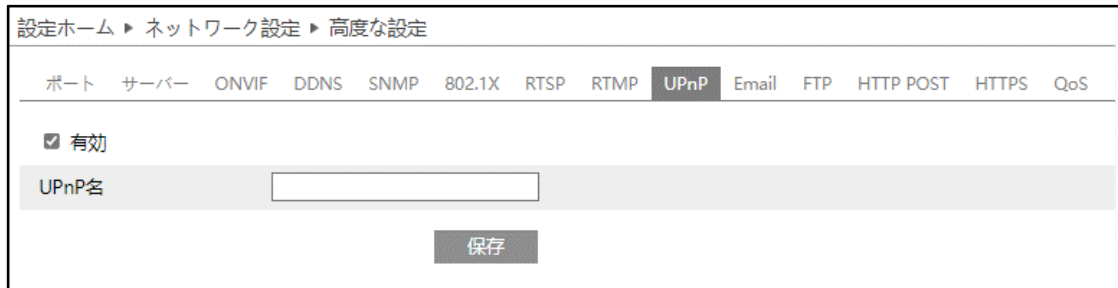 設定ホーム ▶ ネットワーク設定 ▶ 高度な設定
ポート サーバー ONVIF DDNS SNMP 802.1X RTSP RTMP UPnP Email FTP HTTP POST HTTPS QoS
有効
UPnP名
保存